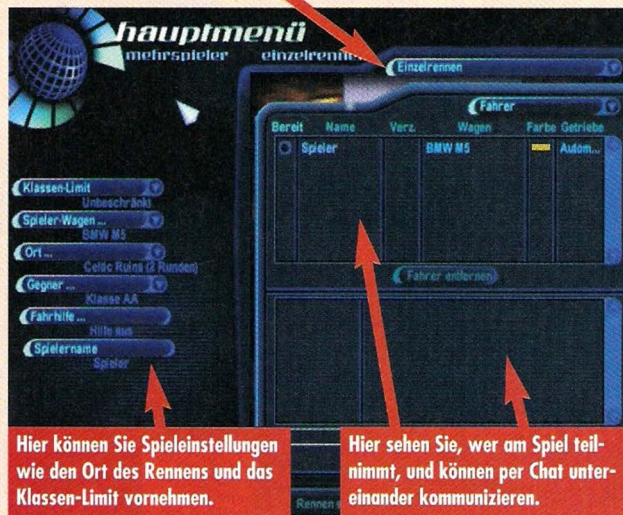 hauptmenü
mehrspieler einzelrennen
Einzelrennen
Fahrer
Bereit Name Verz. Wagen Farbe Getriebe
Spieler BMW M5 Autom...
Klassen-Limit
Unbeschränkt
Spieler-Wagen ...
BMW M5
Ort ...
Celtic Ruins (2 Runden)
Gegner ...
Klasse AA
Fahrhilfe ...
Hilfe aus
Spielername
Spieler
Fahrer entfernen
Hier können Sie Spieleinstellungen
wie den Ort des Rennens und das
Klassen-Limit vornehmen.
Hier sehen Sie, wer am Spiel teil-
nimmt, und können per Chat unter-
einander kommunizieren.
Rennen